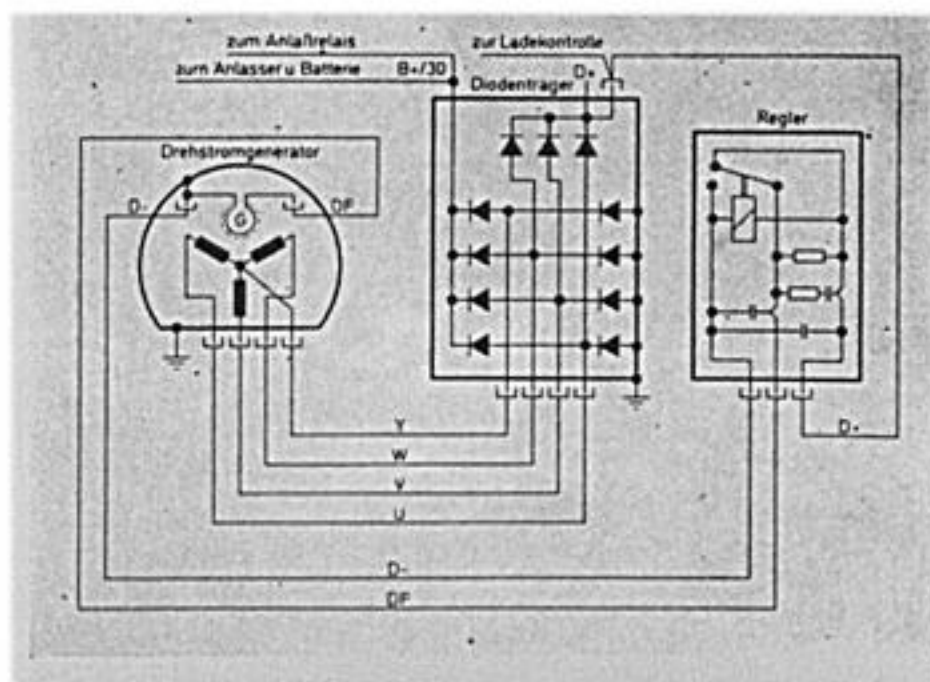 zum Anlaßrelais
zur Ladekontrolle
zum Anlasser u Batterie B+/30
D+
Diodenträger
Regler
Drehstromgenerator
D-
DF
G
Y
D+
W
V
U
D-
DF